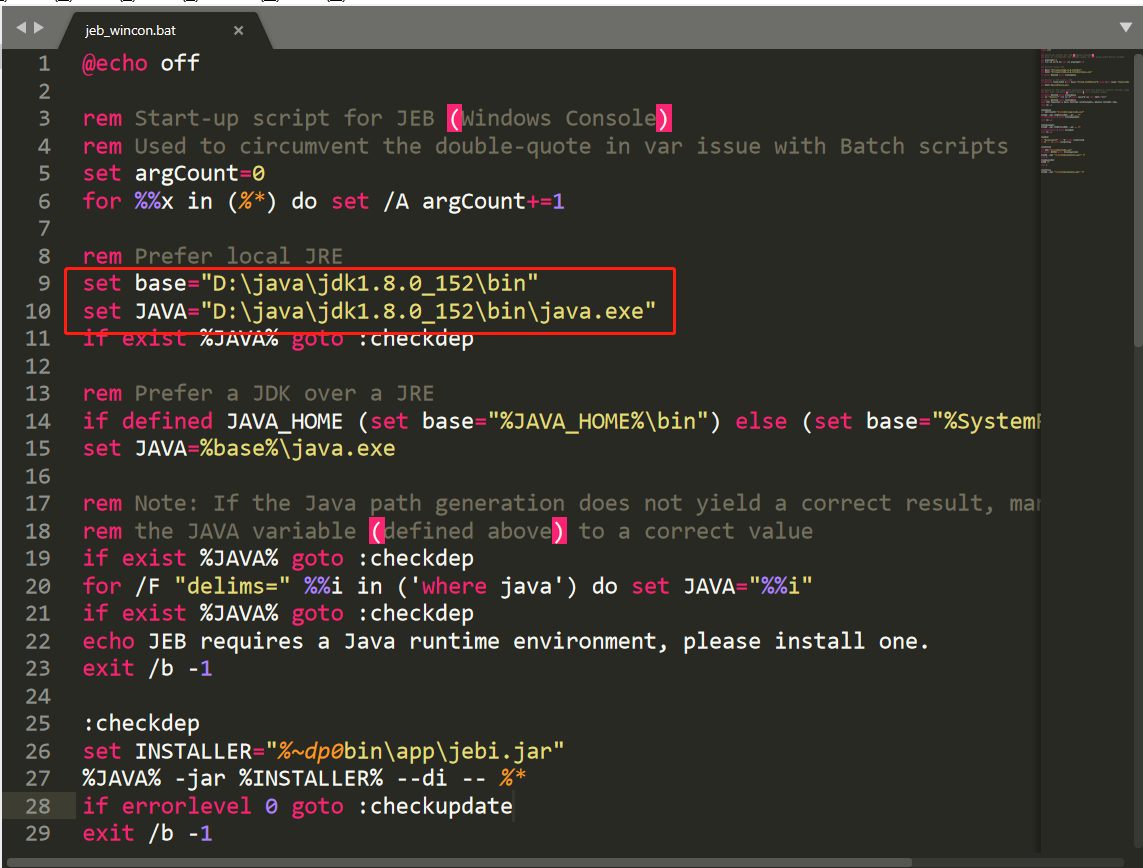 jeb_wincon.bat ×
1 @echo off
2
3 rem Start-up script for JEB (Windows Console)
4 rem Used to circumvent the double-quote in var issue with Batch scripts
5 set argCount=0
6 for %%x in (%*) do set /A argCount+=1
7
8 rem Prefer local JRE
9 set base="D:\java\jdk1.8.0_152\bin"
10 set JAVA="D:\java\jdk1.8.0_152\bin\java.exe"
11 if exist %JAVA% goto :checkdep
12
13 rem Prefer a JDK over a JRE
14 if defined JAVA_HOME (set base="%JAVA_HOME%\bin") else (set base="%System
15 set JAVA=%base%\java.exe
16
17 rem Note: If the Java path generation does not yield a correct result,
18 rem the JAVA variable (defined above) to a correct value
19 if exist %JAVA% goto :checkdep
20 for /F "delims=" %%i in ('where java') do set JAVA="%%i"
21 if exist %JAVA% goto :checkdep
22 echo JEB requires a Java runtime environment, please install one.
23 exit /b -1
24
25 :checkdep
26 set INSTALLER="%~dp0bin\app\jebi.jar"
27 %JAVA% -jar %INSTALLER% --di -- %*
28 if errorlevel 0 goto :checkupdate
29 exit /b -1